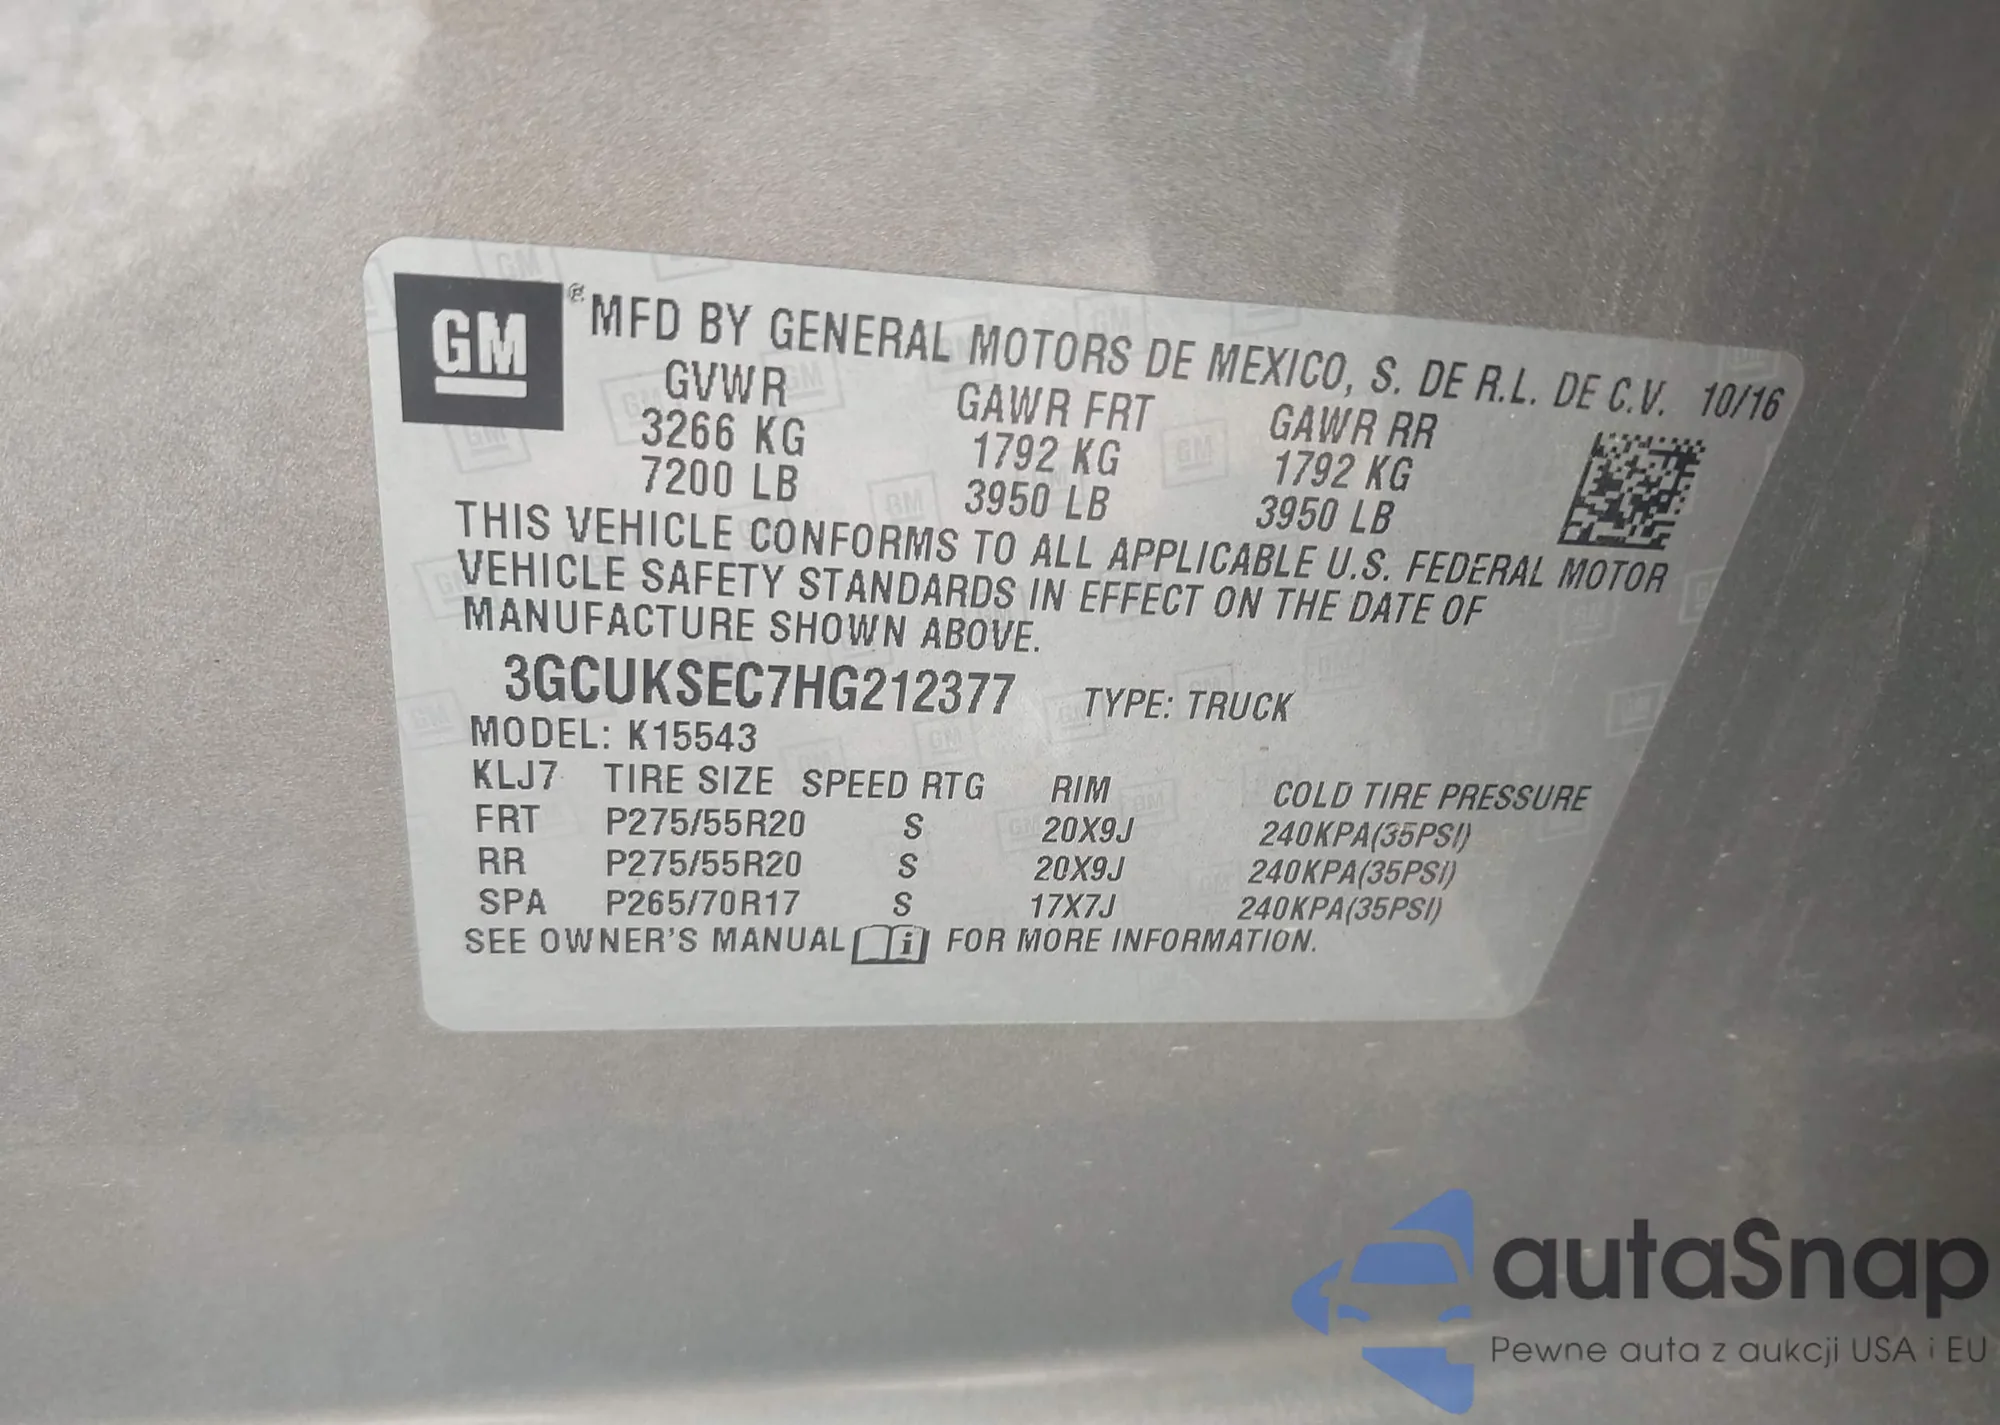 GM® MFD BY GENERAL MOTORS DE MEXICO, S. DE R.L. DE C.V. 10/16
GVWR GAWR FRT GAWR RR
3266 KG 1792 KG 1792 KG
7200 LB 3950 LB 3950 LB
THIS VEHICLE CONFORMS TO ALL APPLICABLE U.S. FEDERAL MOTOR
VEHICLE SAFETY STANDARDS IN EFFECT ON THE DATE OF
MANUFACTURE SHOWN ABOVE.
3GCUKSEC7HG212377 TYPE: TRUCK
MODEL: K15543
KLJ7 TIRE SIZE SPEED RTG RIM COLD TIRE PRESSURE
FRT P275/55R20 S 20X9J 240KPA(35PSI)
RR P275/55R20 S 20X9J 240KPA(35PSI)
SPA P265/70R17 S 17X7J 240KPA(35PSI)
SEE OWNER'S MANUAL i FOR MORE INFORMATION.
autaSnap
Pewne auta z aukcji USA i EU